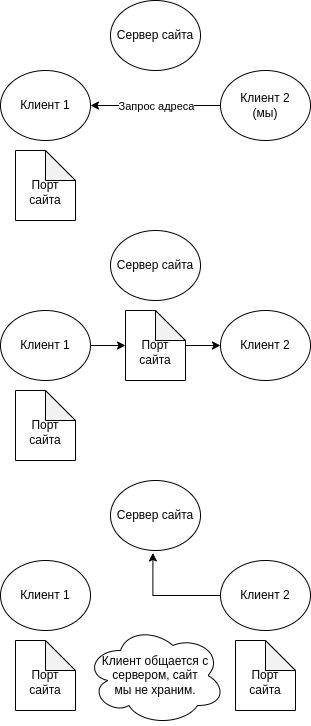 Сервер сайта
Клиент 1
Запрос адреса
Клиент 2
(мы)
Порт
сайта
Сервер сайта
Клиент 1
Порт
сайта
Клиент 2
Порт
сайта
Сервер сайта
Клиент 1
Клиент 2
Порт
сайта
Клиент общается с
сервером, сайт
мы не храним.
Порт
сайта